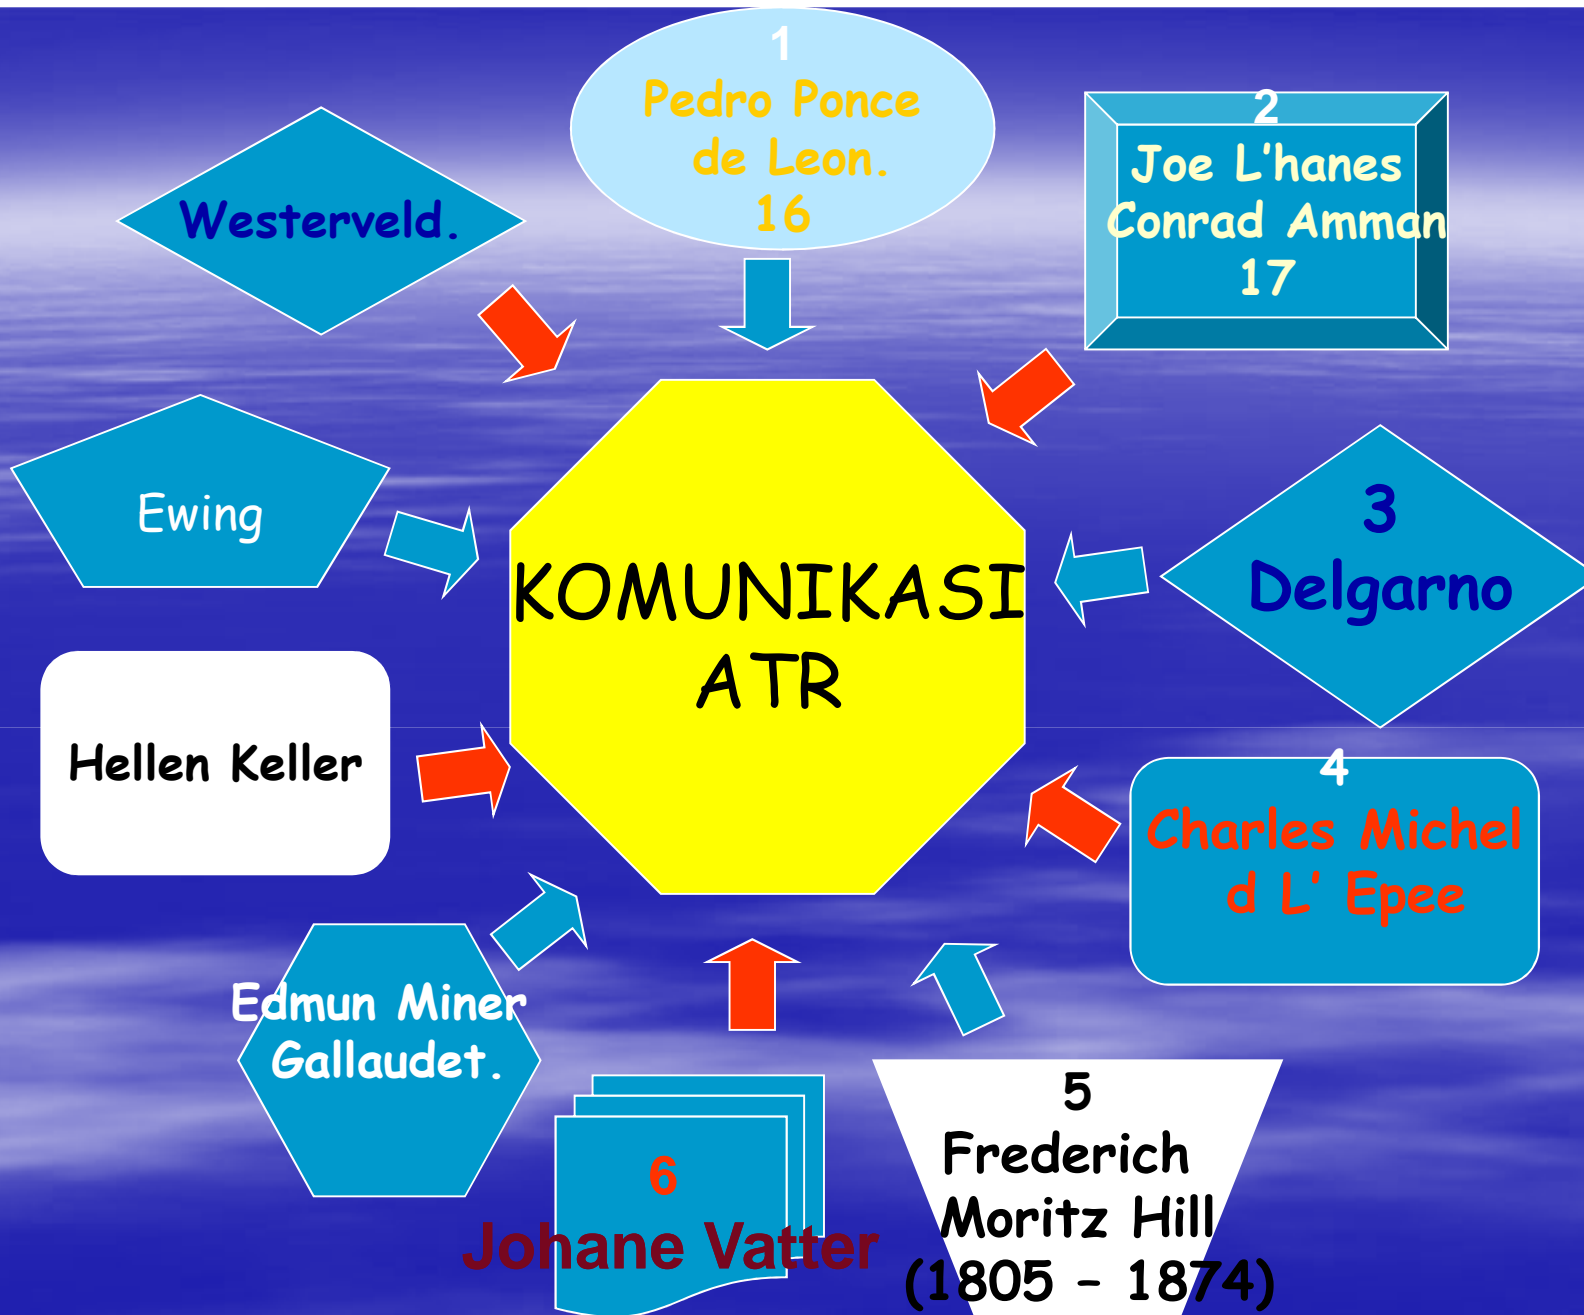 1
Pedro Ponce
de Leon.
16
2
Joe L’hanes
Conrad Amman
17
3
Delgarno
4
Charles Michel
d L’ Epee
5
Frederich
Moritz Hill
(1805 – 1874)
6
Johane Vatter
Edmun Miner
Gallaudet.
Hellen Keller
Ewing
Westerveld.
KOMUNIKASI
ATR